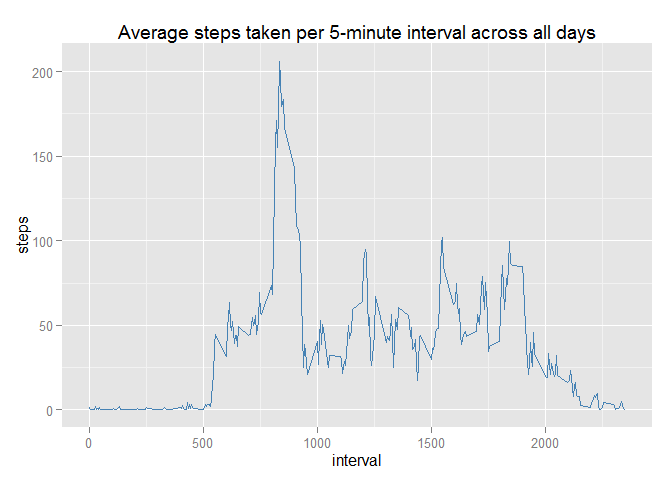 Average steps taken per 5-minute interval across all days
200
150
100
50
0
steps
0 500 1000 1500 2000
interval